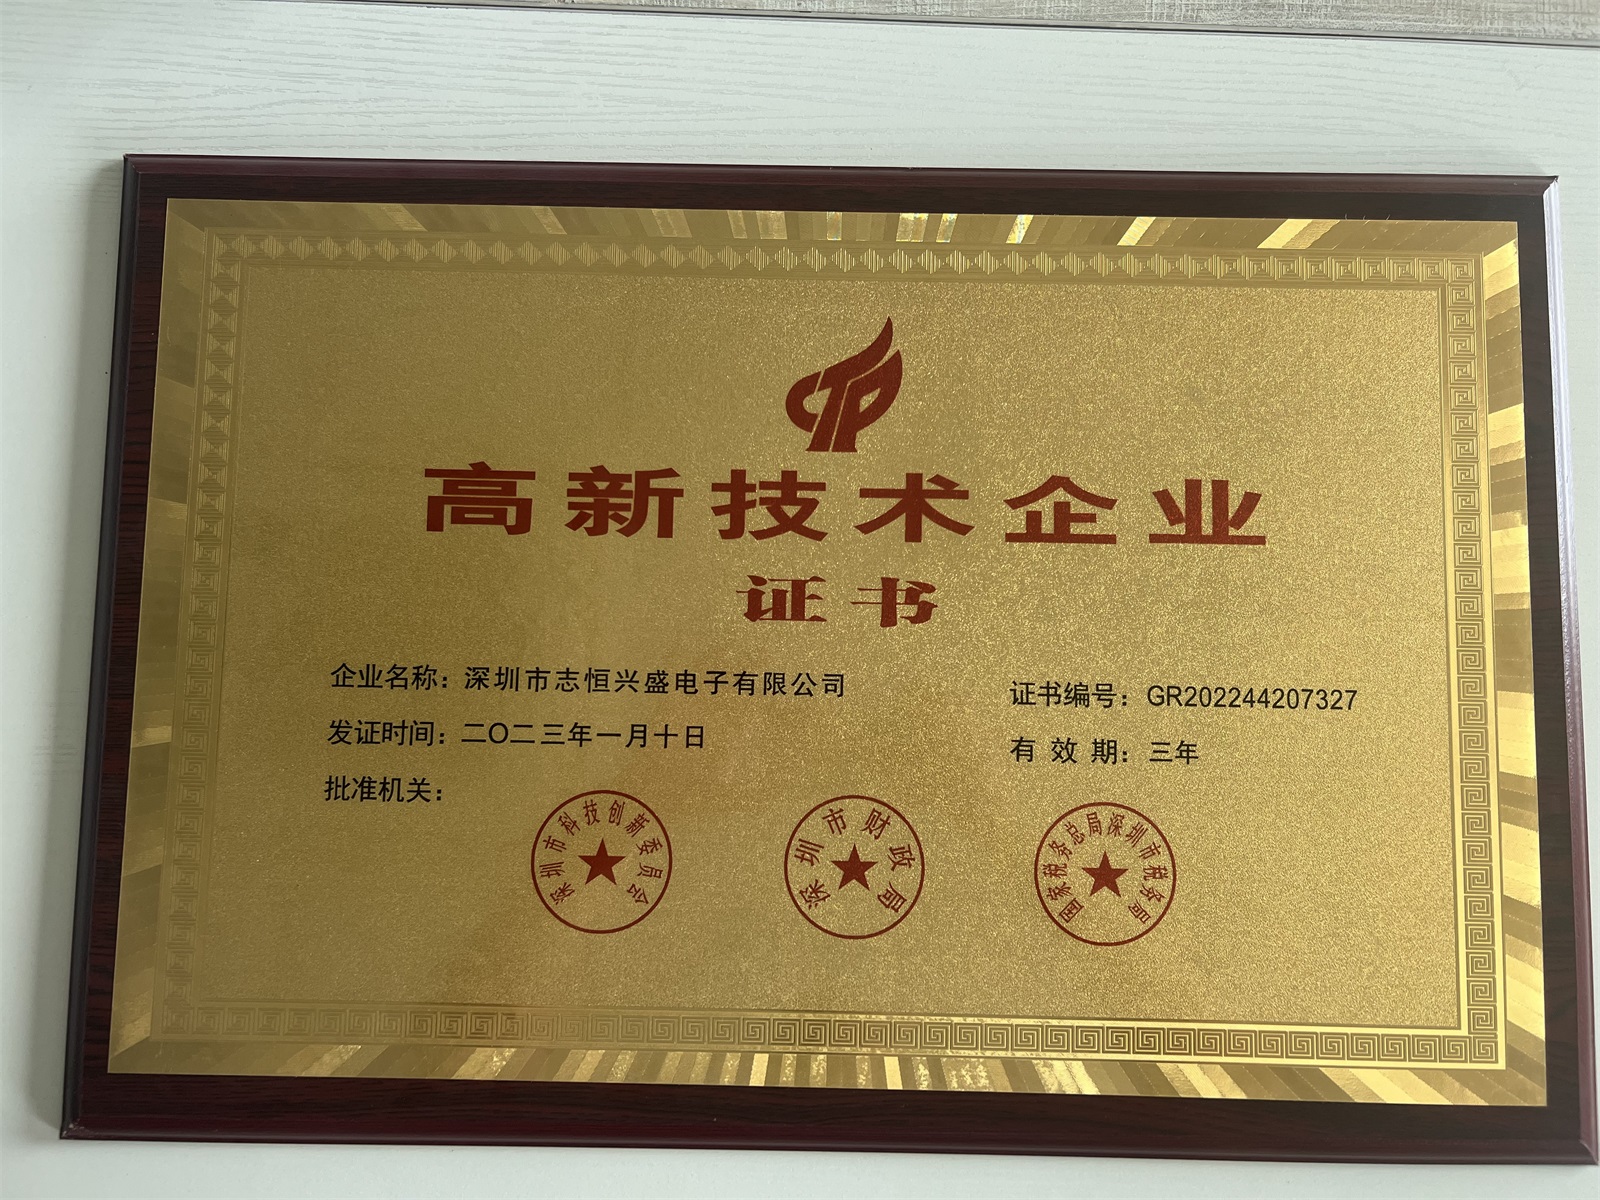 高新技术企业
证书
企业名称：深圳市志恒兴盛电子有限公司
证书编号：GR202244207327
发证时间：二〇二三年一月十日
有效期：三年
批准机关：
深圳市科技创新委员会
深圳市财政局
国家税务总局深圳市税务局